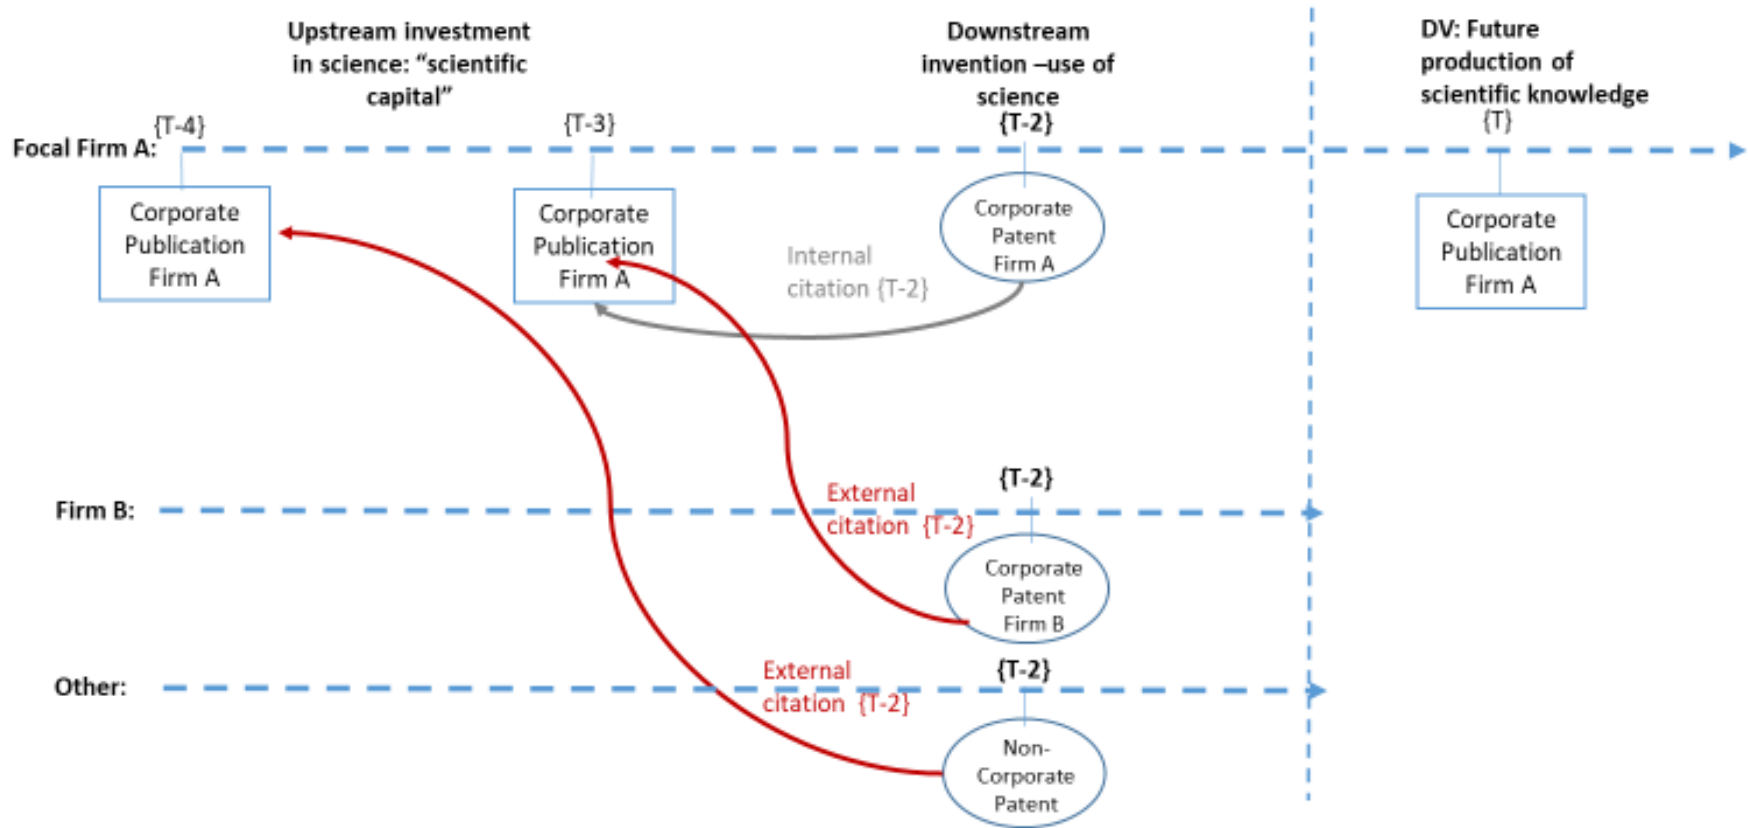 Upstream investment
in science: “scientific
capital”
Downstream
invention –use of
science
DV: Future
production of
scientific knowledge
{T-4}
{T-3}
{T-2}
{T}
Focal Firm A:
Corporate
Publication
Firm A
Corporate
Publication
Firm A
Corporate
Patent
Firm A
Corporate
Publication
Firm A
Internal
citation {T-2}
{T-2}
Firm B:
External
citation {T-2}
Corporate
Patent
Firm B
{T-2}
Other:
External
citation {T-2}
Non-
Corporate
Patent